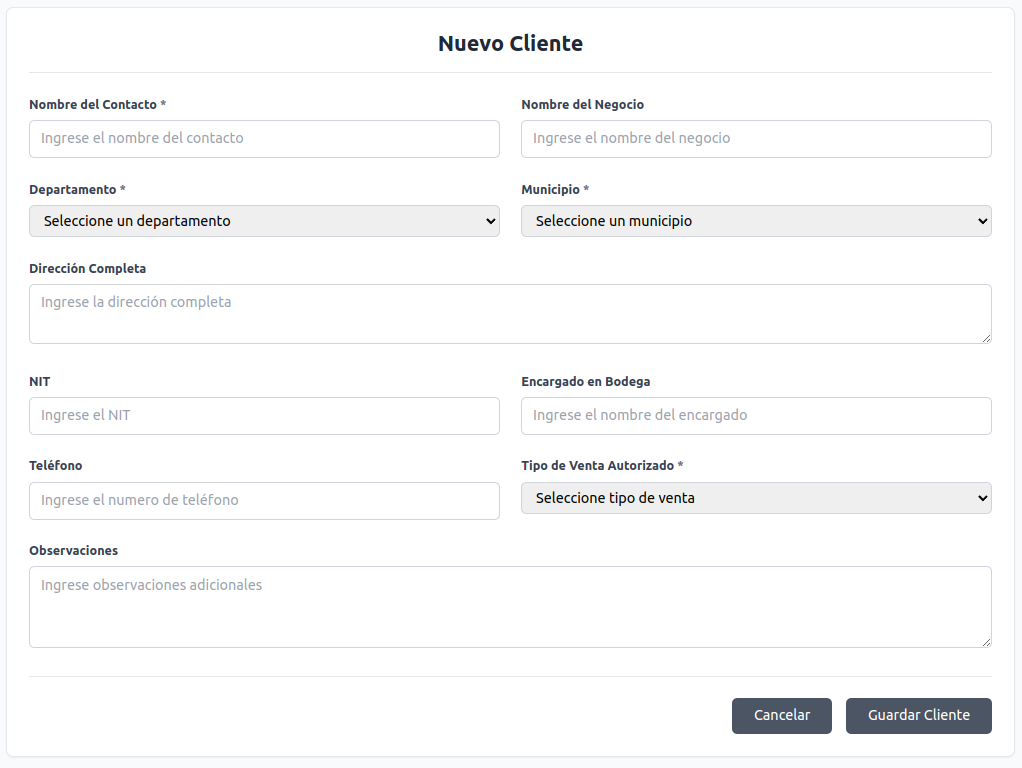 Nuevo Cliente
Nombre del Contacto *
Nombre del Negocio
Ingrese el nombre del contacto
Ingrese el nombre del negocio
Departamento *
Municipio *
Seleccione un departamento
Seleccione un municipio
Dirección Completa
Ingrese la dirección completa
NIT
Encargado en Bodega
Ingrese el NIT
Ingrese el nombre del encargado
Teléfono
Tipo de Venta Autorizado *
Ingrese el numero de teléfono
Seleccione tipo de venta
Observaciones
Ingrese observaciones adicionales
Cancelar
Guardar Cliente